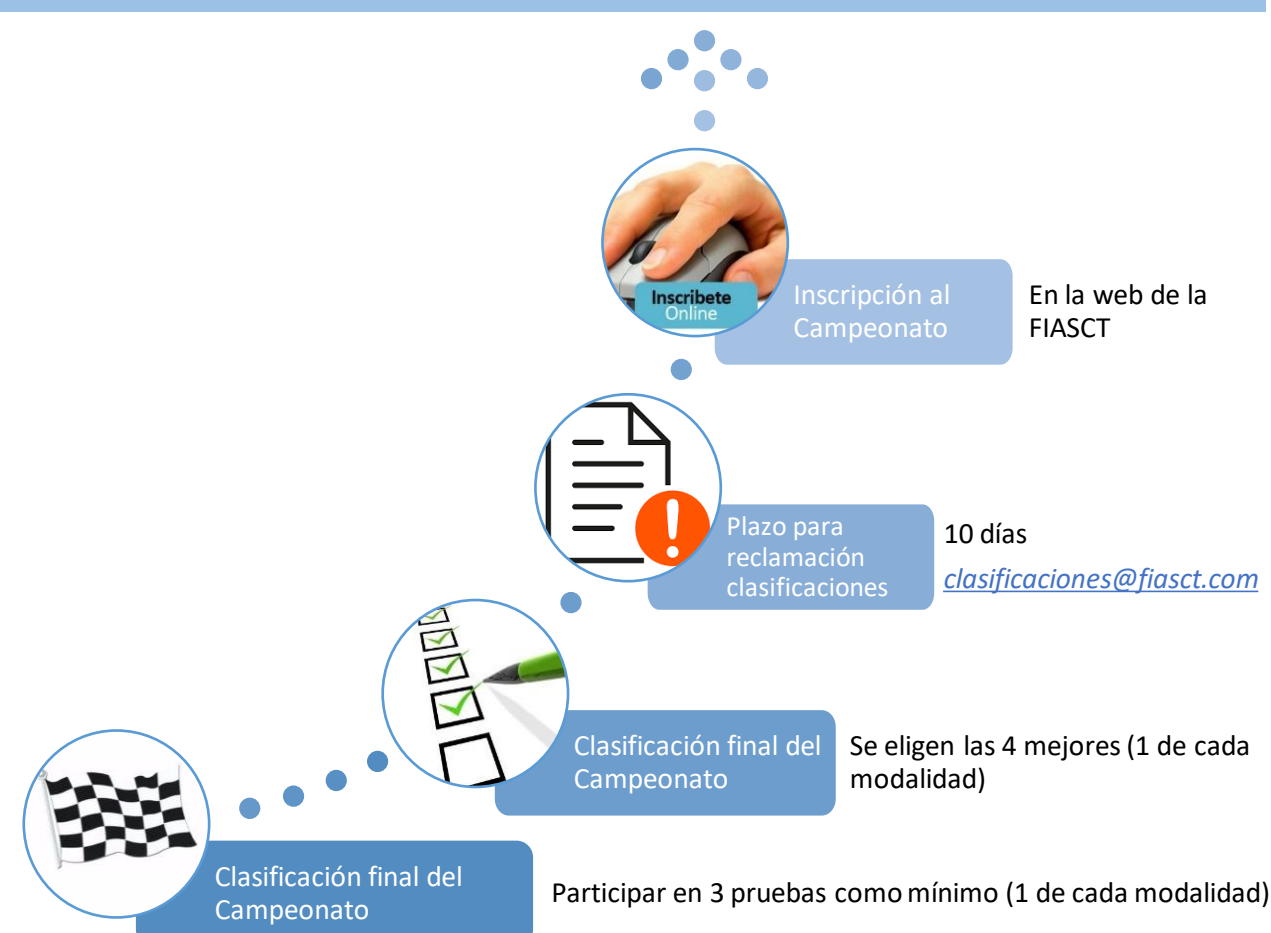 Inscribete
Online
Inscripción al
Campeonato
En la web de la
FIASCT
Plazo para
reclamación
clasificaciones
10 días
clasificaciones@fiasct.com
Clasificación final del
Campeonato
Se eligen las 4 mejores (1 de cada
modalidad)
Clasificación final del
Campeonato
Participar en 3 pruebas como mínimo (1 de cada modalidad)